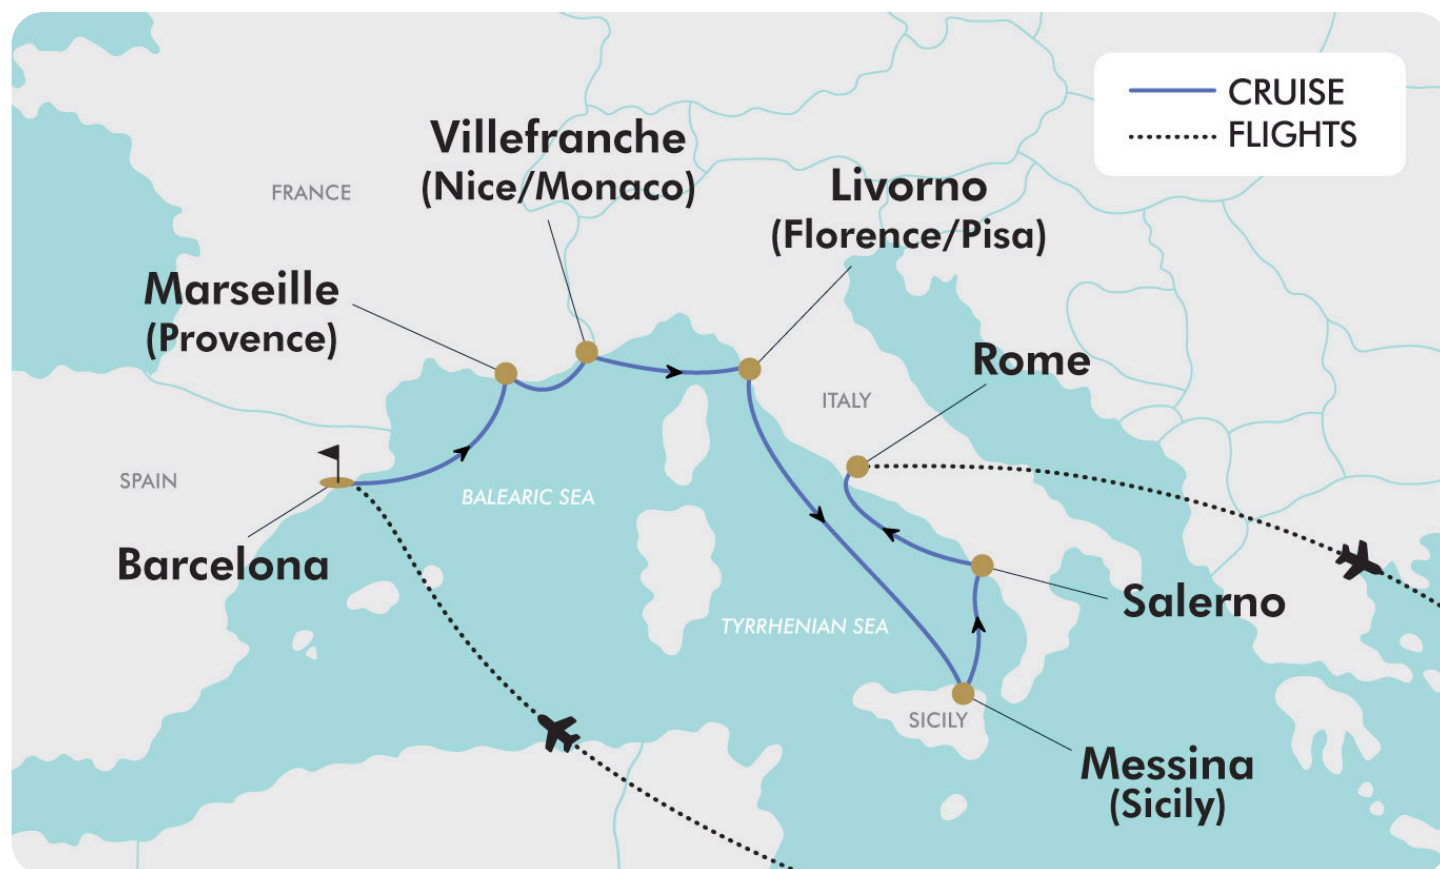 CRUISE
FLIGHTS
Villefranche
(Nice/Monaco)
FRANCE
Livorno
(Florence/Pisa)
Marseille
(Provence)
Rome
ITALY
SPAIN
BALEARIC SEA
Barcelona
Salerno
TYRRHENIAN SEA
SICILY
Messina
(Sicily)